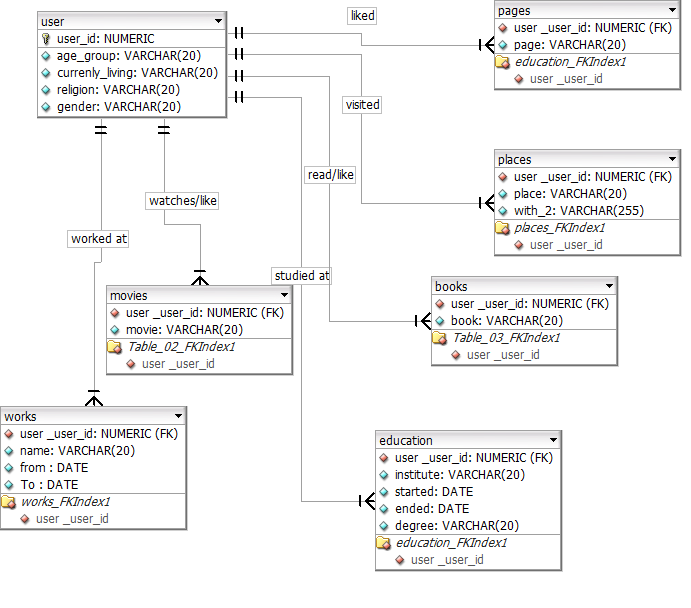 user
user_id: NUMERIC
age_group: VARCHAR(20)
currenly_living: VARCHAR(20)
religion: VARCHAR(20)
gender: VARCHAR(20)
liked
pages
user _user_id: NUMERIC (FK)
page: VARCHAR(20)
education_FKIndex1
user _user_id
visited
places
user _user_id: NUMERIC (FK)
place: VARCHAR(20)
with_2: VARCHAR(255)
places_FKIndex1
user _user_id
read/like
watches/like
worked at
studied at
movies
user _user_id: NUMERIC (FK)
movie: VARCHAR(20)
Table_02_FKIndex1
user _user_id
books
user _user_id: NUMERIC (FK)
book: VARCHAR(20)
Table_03_FKIndex1
user _user_id
works
user _user_id: NUMERIC (FK)
name: VARCHAR(20)
from : DATE
To : DATE
works_FKIndex1
user _user_id
education
user _user_id: NUMERIC (FK)
institute: VARCHAR(20)
started: DATE
ended: DATE
degree: VARCHAR(20)
education_FKIndex1
user _user_id